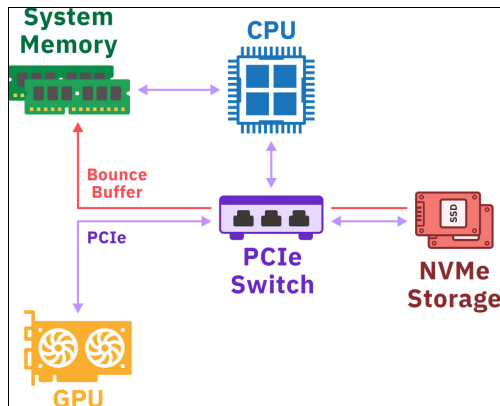 System
Memory
CPU
Bounce
Buffer
PCIe
PCIe
Switch
SSD
NVMe
Storage
GPU